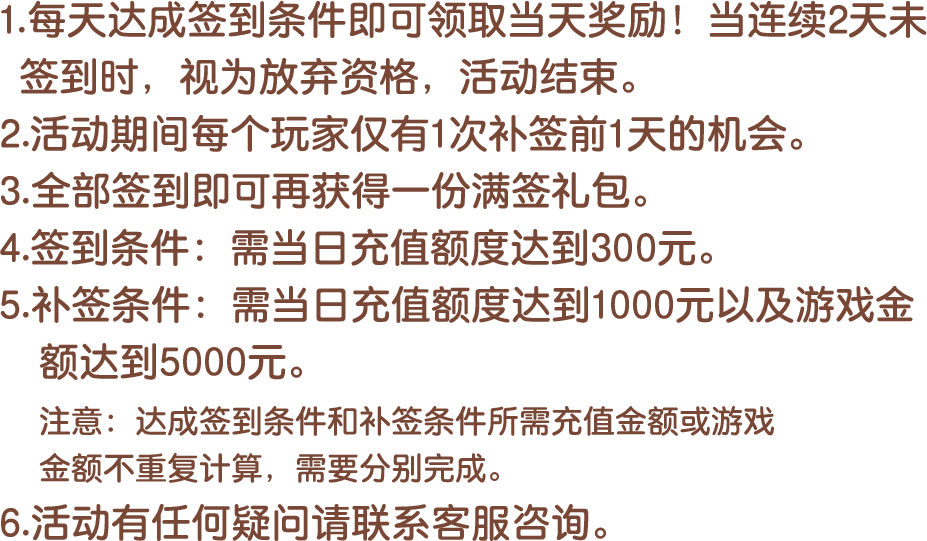 1.每天达成签到条件即可领取当天奖励！当连续2天未
签到时，视为放弃资格，活动结束。
2.活动期间每个玩家仅有1次补签前1天的机会。
3.全部签到即可再获得一份满签礼包。
4.签到条件：需当日充值额度达到300元。
5.补签条件：需当日充值额度达到1000元以及游戏金
额达到5000元。
注意：达成签到条件和补签条件所需充值金额或游戏
金额不重复计算，需要分别完成。
6.活动有任何疑问请联系客服咨询。